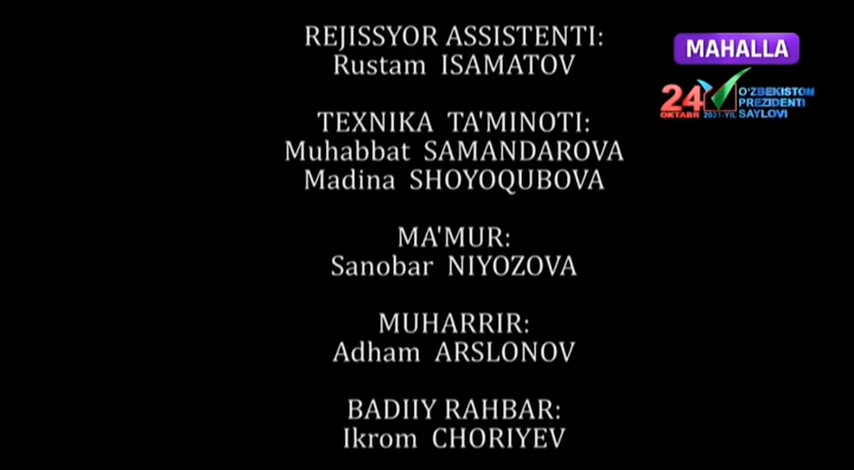 REJISSYOR ASSISTENTI:
Rustam ISAMATOV
TEXNIKA TA'MINOTI:
Muhabbat SAMANDAROVA
Madina SHOYOQUBOVA
MA'MUR:
Sanobar NIYOZOVA
MUHARRIR:
Adham ARSLONOV
BADIIY RAHBAR:
Ikrom CHORIYEV
MAHALLA
24
OKTABR 2021-YIL
O'ZBEKISTON
PREZIDENTI
SAYLOVI